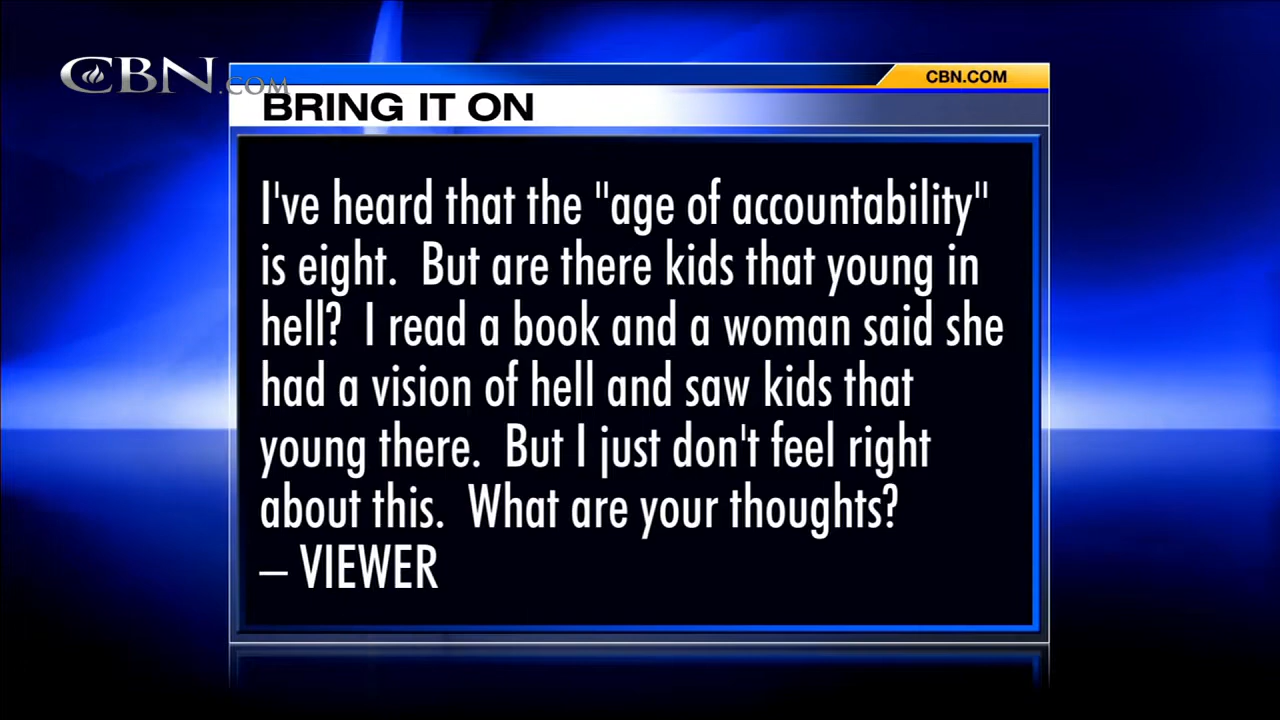 CBN.COM
CBN.COM
BRING IT ON
I've heard that the "age of accountability"
is eight.  But are there kids that young in
hell?  I read a book and a woman said she
had a vision of hell and saw kids that
young there.  But I just don't feel right
about this.  What are your thoughts?
– VIEWER